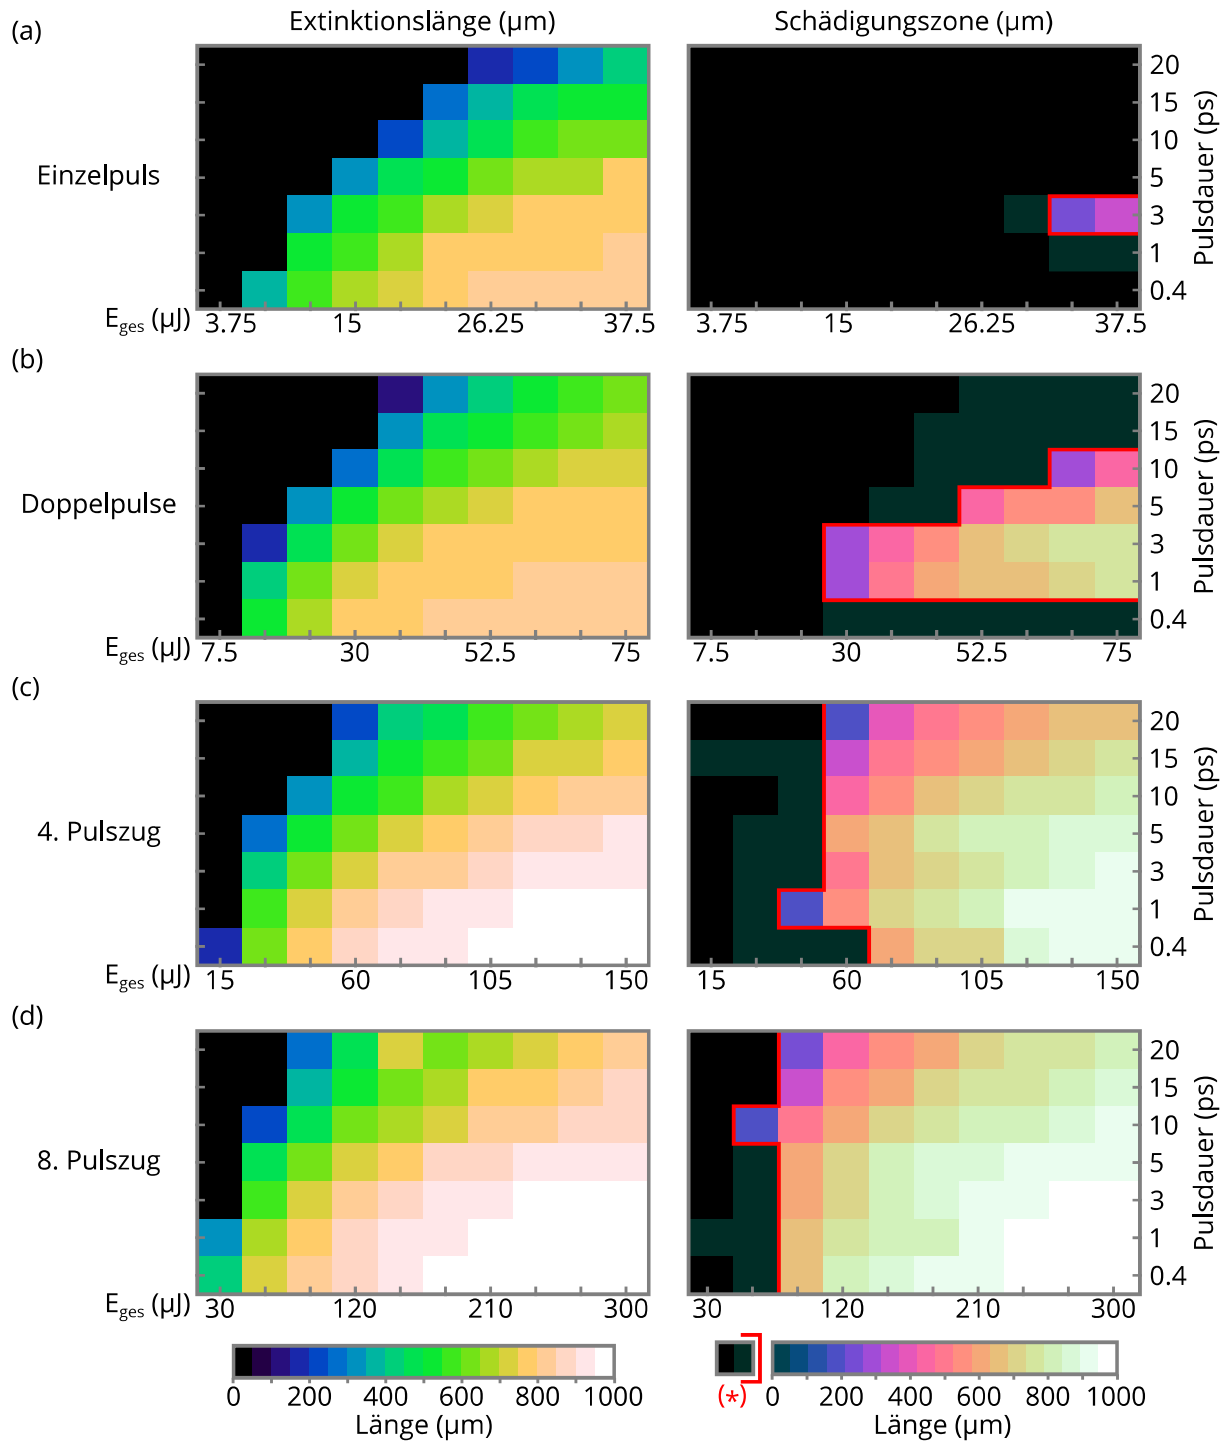 (a)
Extinktionslänge (µm)
Schädigungszone (µm)
Einzelpuls
20
15
10
5
3
1
0.4
Pulsdauer (ps)
E_ges (µJ)
3.75 15 26.25 37.5
3.75 15 26.25 37.5
(b)
Doppelpulse
20
15
10
5
3
1
0.4
Pulsdauer (ps)
E_ges (µJ)
7.5 30 52.5 75
7.5 30 52.5 75
(c)
4. Pulszug
20
15
10
5
3
1
0.4
Pulsdauer (ps)
E_ges (µJ)
15 60 105 150
15 60 105 150
(d)
8. Pulszug
20
15
10
5
3
1
0.4
Pulsdauer (ps)
E_ges (µJ)
30 120 210 300
30 120 210 300
0 200 400 600 800 1000
Länge (µm)
(*)
0 200 400 600 800 1000
Länge (µm)